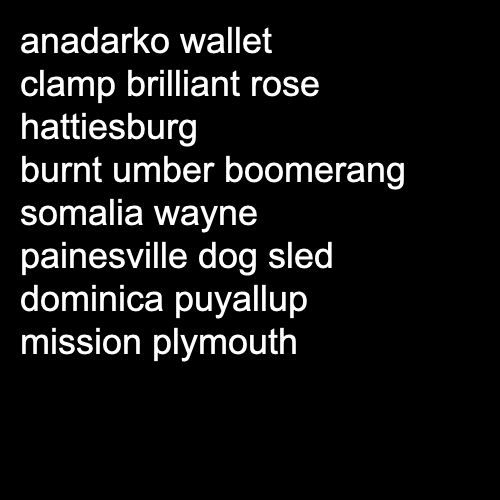 anadarko wallet
clamp brilliant rose
hattiesburg
burnt umber boomerang
somalia wayne
painesville dog sled
dominica puyallup
mission plymouth